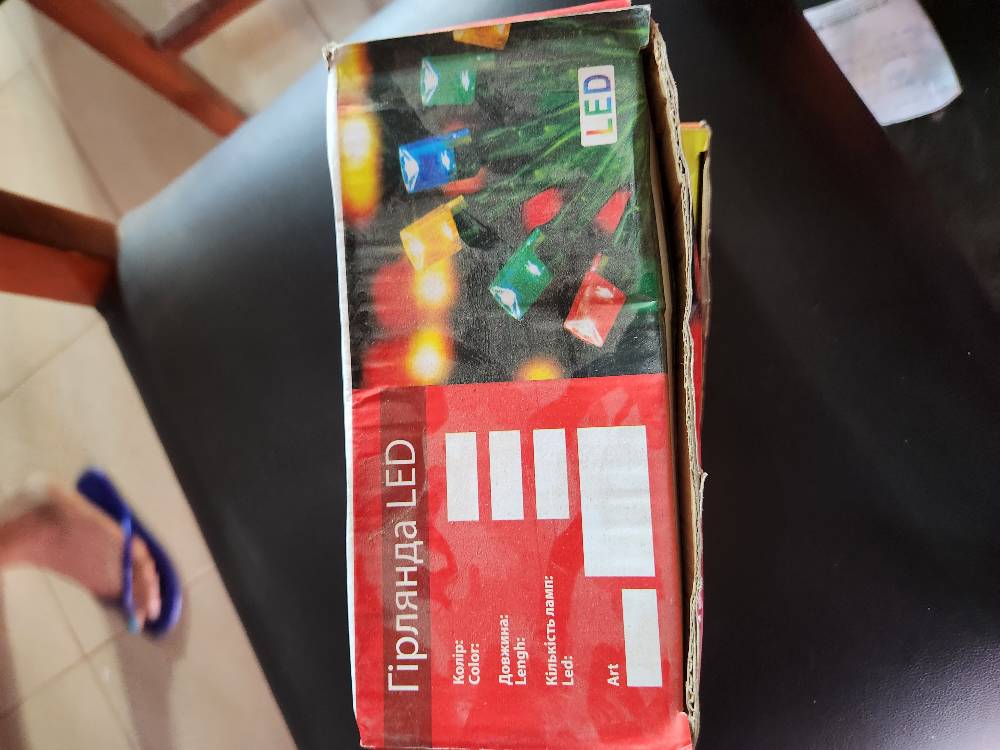 LED
Гірлянда LED
Колір:
Color:
Довжина:
Lengh:
Кількість ламп:
Led:
Art